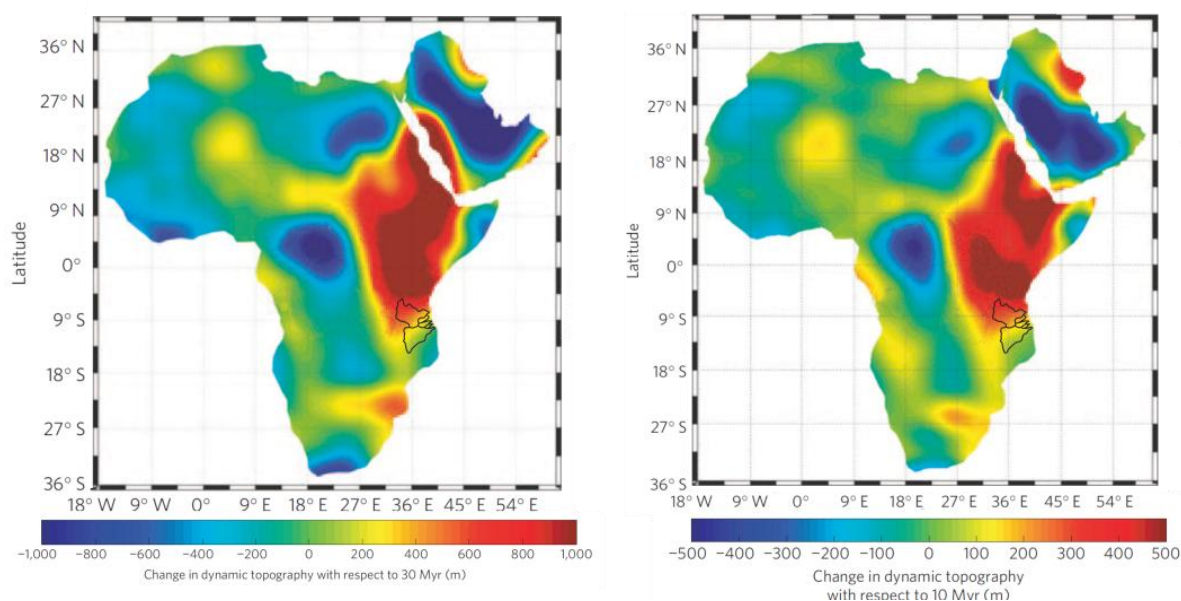 36° N
27° N
18° N
9° N
0°
9° S
18° S
27° S
36° S
Latitude
18° W 9° W 0° 9° E 18° E 27° E 36° E 45° E 54° E
−1,000 −800 −600 −400 −200 0 200 400 600 800 1,000
Change in dynamic topography with respect to 30 Myr (m)
36° N
27° N
18° N
9° N
0°
9° S
18° S
27° S
36° S
Latitude
18° W 9° W 0° 9° E 18° E 27° E 36° E 45° E 54° E
−500 −400 −300 −200 −100 0 100 200 300 400 500
Change in dynamic topography
with respect to 10 Myr (m)